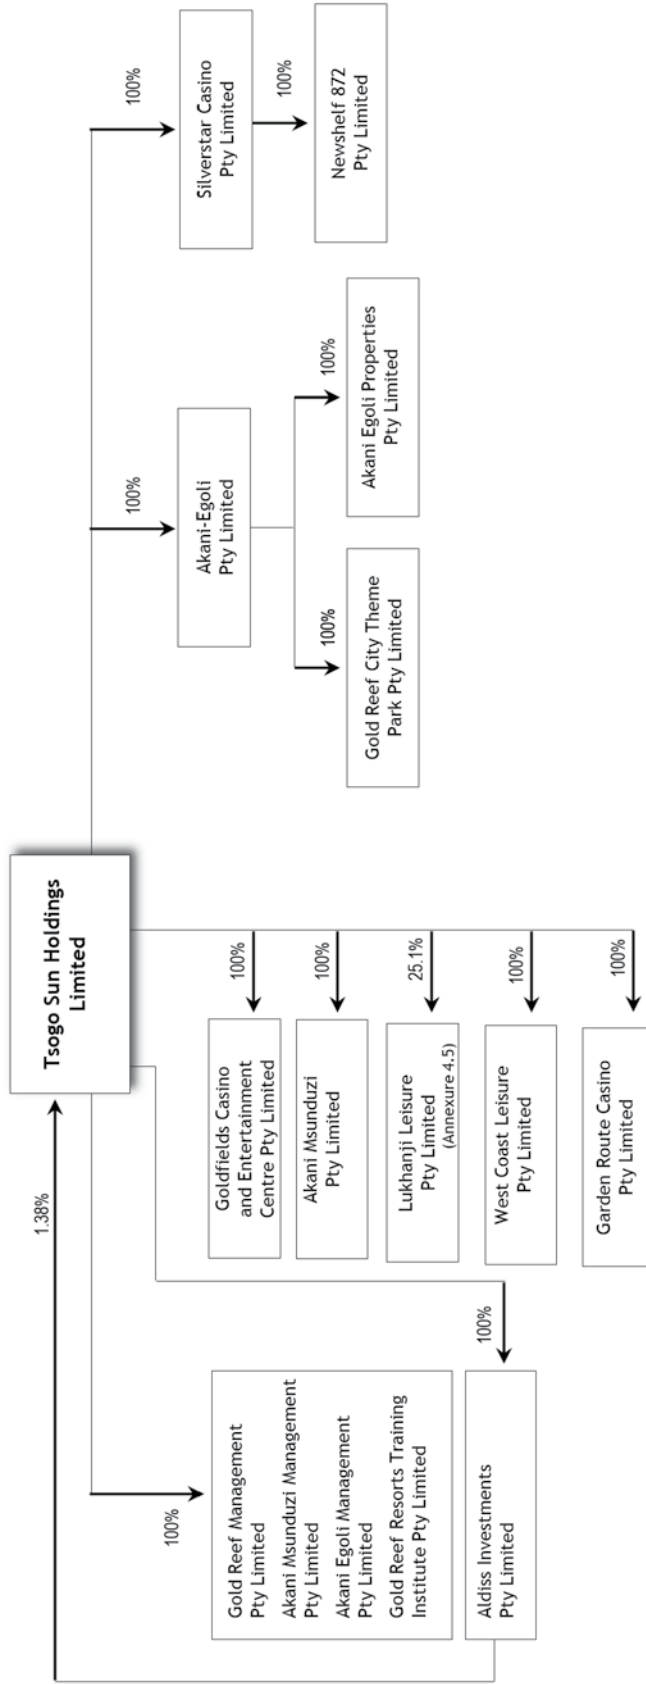 Tsogo Sun Holdings
Limited
1.38%
100%
Gold Reef Management
Pty Limited
Akani Msunduzi Management
Pty Limited
Akani Egoli Management
Pty Limited
Gold Reef Resorts Training
Institute Pty Limited
100%
Aldiss Investments
Pty Limited
100%
Goldfields Casino
and Entertainment
Centre Pty Limited
100%
Akani Msunduzi
Pty Limited
25.1%
Lukhanji Leisure
Pty Limited
(Annexure 4.5)
100%
West Coast Leisure
Pty Limited
100%
Garden Route Casino
Pty Limited
100%
Akani-Egoli
Pty Limited
100%
Gold Reef City Theme
Park Pty Limited
100%
Akani Egoli Properties
Pty Limited
100%
Silverstar Casino
Pty Limited
100%
Newshelf 872
Pty Limited